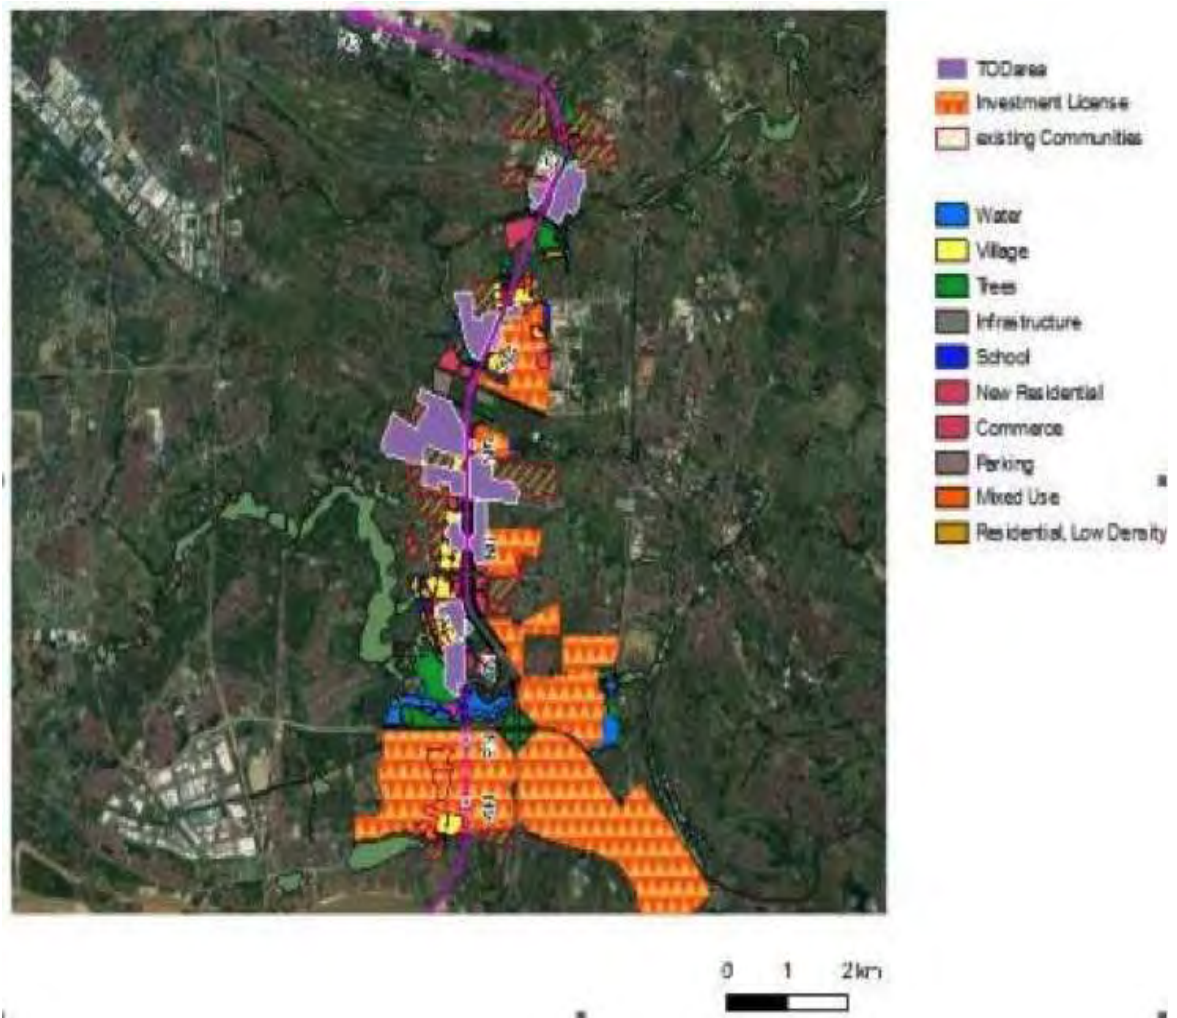 TODarea
Investment License
existing Communities
Water
Village
Trees
Infrastructure
School
New Residential
Commerce
Parking
Mixed Use
Residential, Low Density
0 1 2km